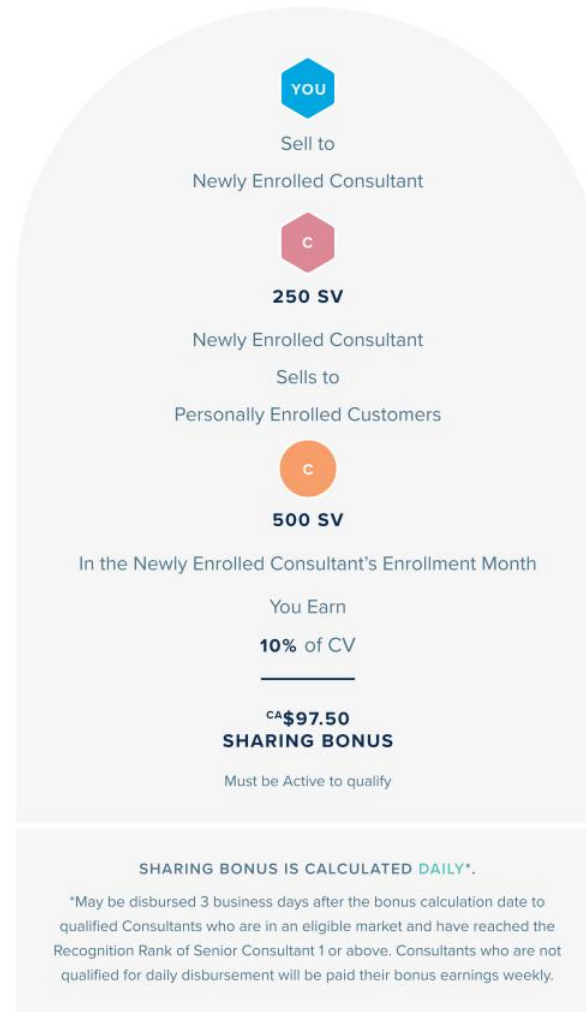 YOU
Sell to
Newly Enrolled Consultant
C
250 SV
Newly Enrolled Consultant
Sells to
Personally Enrolled Customers
C
500 SV
In the Newly Enrolled Consultant's Enrollment Month
You Earn
10% of CV
CA$97.50
SHARING BONUS
Must be Active to qualify
SHARING BONUS IS CALCULATED DAILY*.
*May be disbursed 3 business days after the bonus calculation date to
qualified Consultants who are in an eligible market and have reached the
Recognition Rank of Senior Consultant 1 or above. Consultants who are not
qualified for daily disbursement will be paid their bonus earnings weekly.